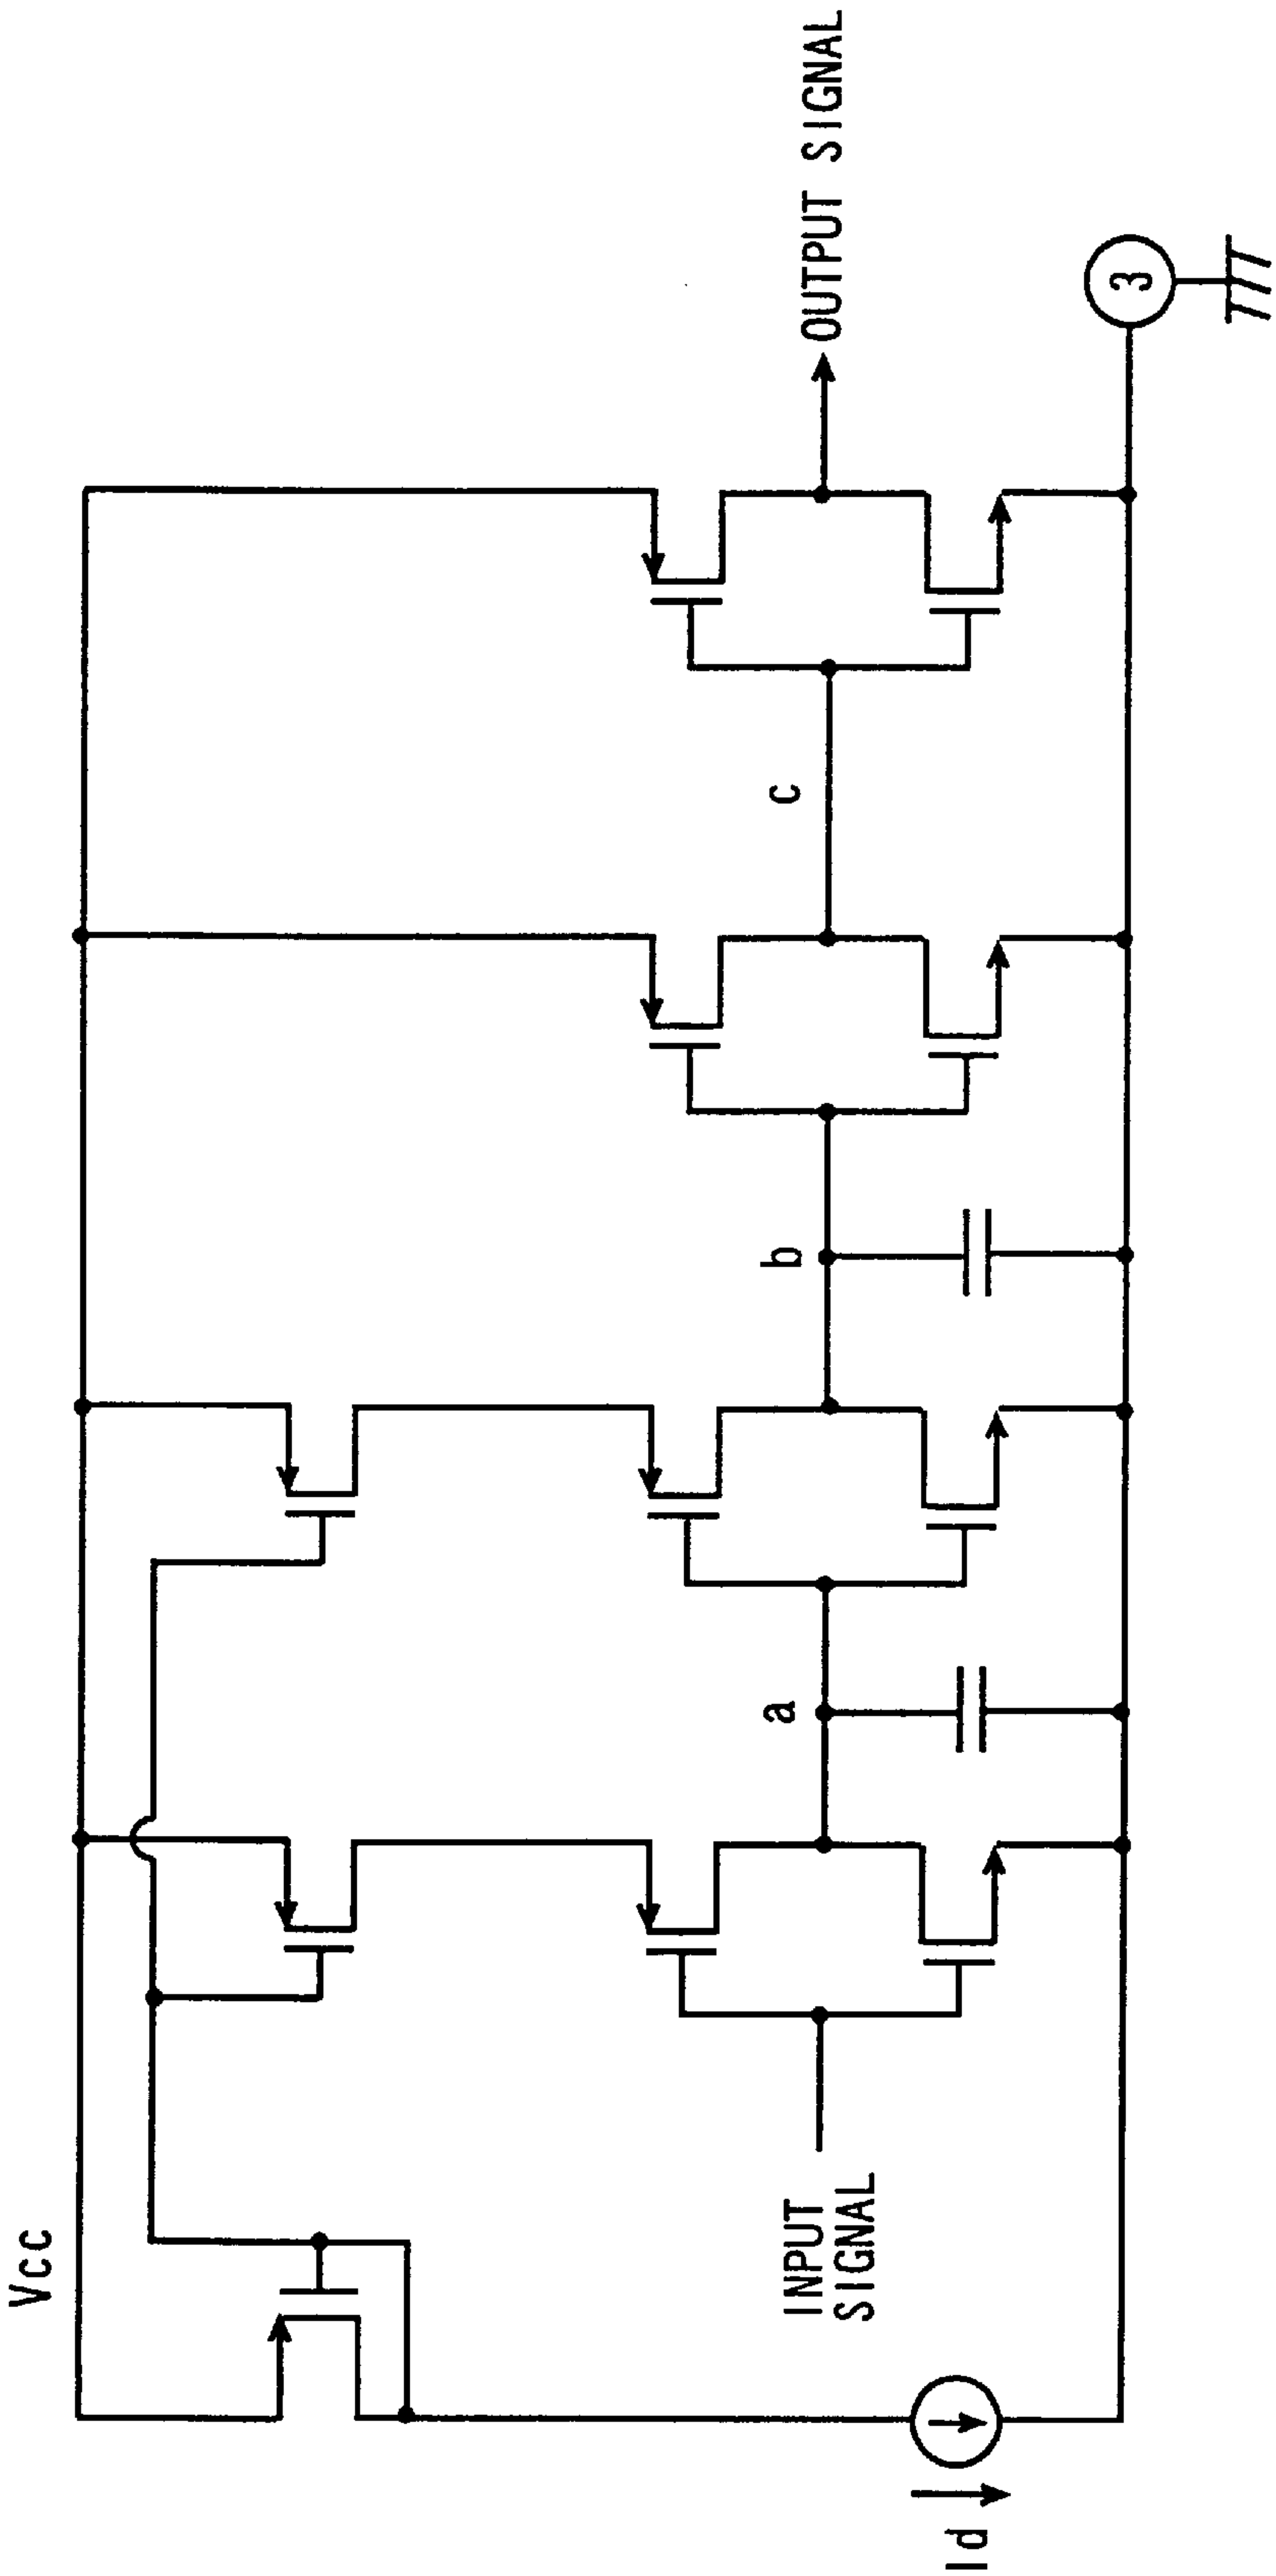 Vcc
Id
INPUT
SIGNAL
a
b
c
OUTPUT SIGNAL
3